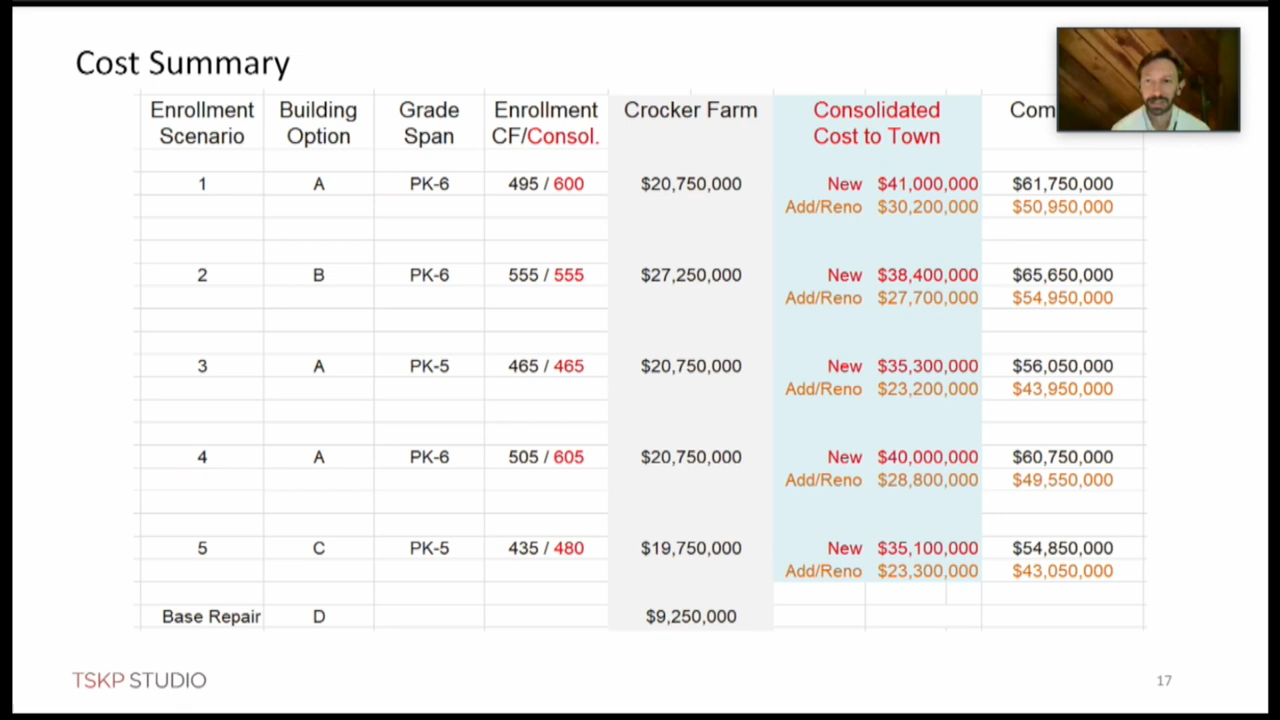 Cost Summary
Enrollment Scenario Building Option Grade Span Enrollment CF/Consol. Crocker Farm Consolidated Cost to Town
1 A PK-6 495 / 600 $20,750,000 New $41,000,000 $61,750,000
Add/Reno $30,200,000 $50,950,000
2 B PK-6 555 / 555 $27,250,000 New $38,400,000 $65,650,000
Add/Reno $27,700,000 $54,950,000
3 A PK-5 465 / 465 $20,750,000 New $35,300,000 $56,050,000
Add/Reno $23,200,000 $43,950,000
4 A PK-6 505 / 605 $20,750,000 New $40,000,000 $60,750,000
Add/Reno $28,800,000 $49,550,000
5 C PK-5 435 / 480 $19,750,000 New $35,100,000 $54,850,000
Add/Reno $23,300,000 $43,050,000
Base Repair D $9,250,000
TSKP STUDIO 17